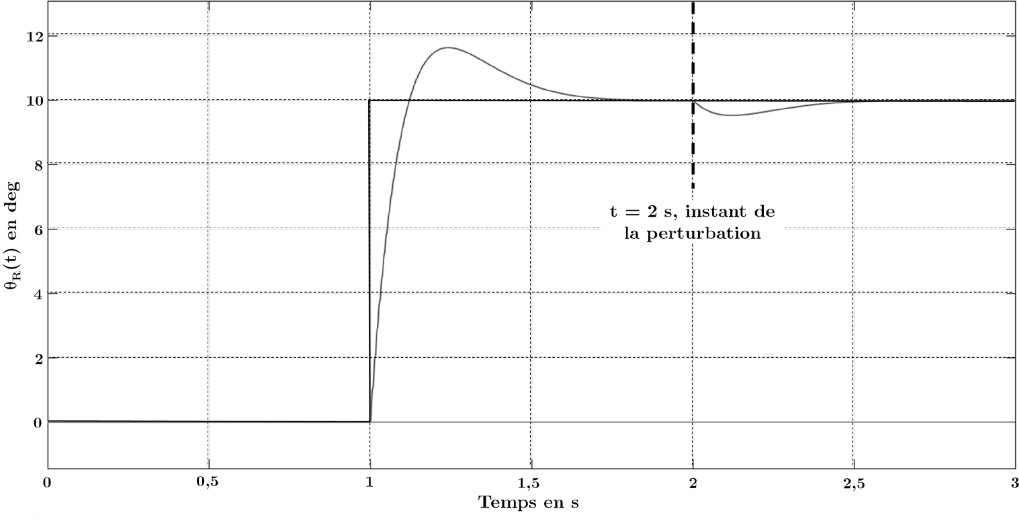 12
10
8
6
4
2
0
θR(t) en deg
t = 2 s, instant de
la perturbation
0 0,5 1 1,5 2 2,5 3
Temps en s